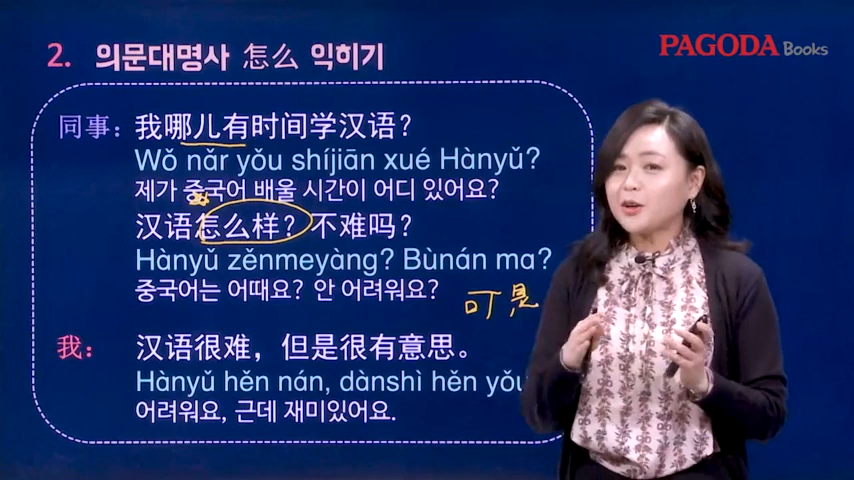 2. 의문대명사 怎么 익히기
PAGODA Books
同事: 我哪儿有时间学汉语?
Wǒ nǎr yǒu shíjiān xué Hànyǔ?
제가 중국어 배울 시간이 어디 있어요?
汉语怎么样? 不难吗?
Hànyǔ zěnmeyàng? Bùnán ma?
중국어는 어때요? 안 어려워요?
我: 汉语很难，但是很有意思。
Hànyǔ hěn nán, dànshì hěn yǒu
어려워요, 근데 재미있어요.